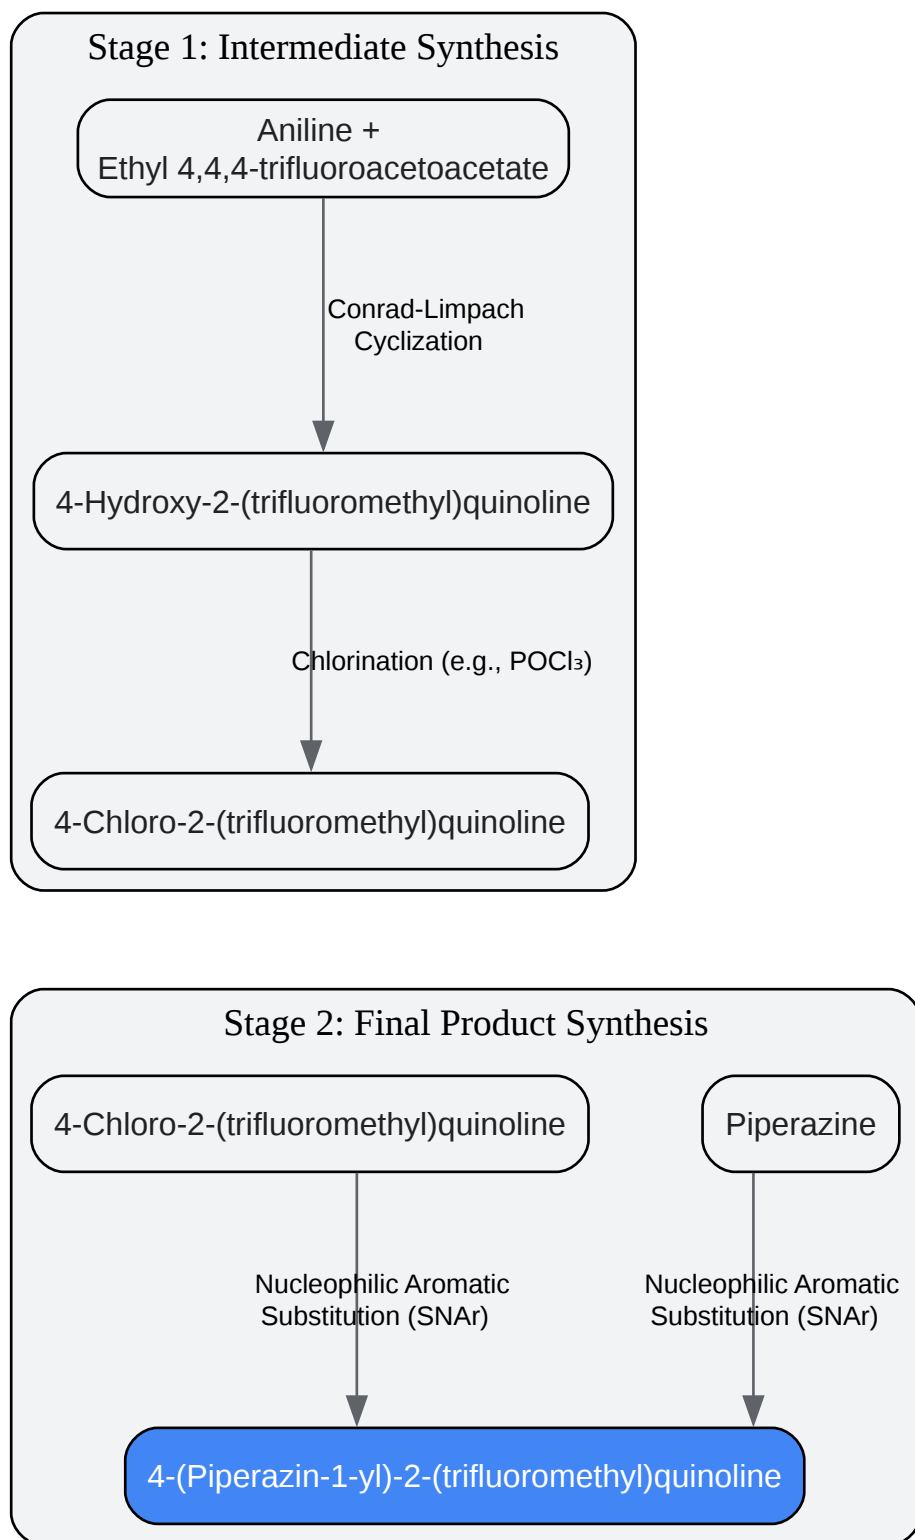 Stage 1: Intermediate Synthesis
Aniline +
Ethyl 4,4,4-trifluoroacetoacetate
Conrad-Limpach
Cyclization
4-Hydroxy-2-(trifluoromethyl)quinoline
Chlorination (e.g., POCl₃)
4-Chloro-2-(trifluoromethyl)quinoline
Stage 2: Final Product Synthesis
4-Chloro-2-(trifluoromethyl)quinoline
Piperazine
Nucleophilic Aromatic
Substitution (SNAr)
Nucleophilic Aromatic
Substitution (SNAr)
4-(Piperazin-1-yl)-2-(trifluoromethyl)quinoline